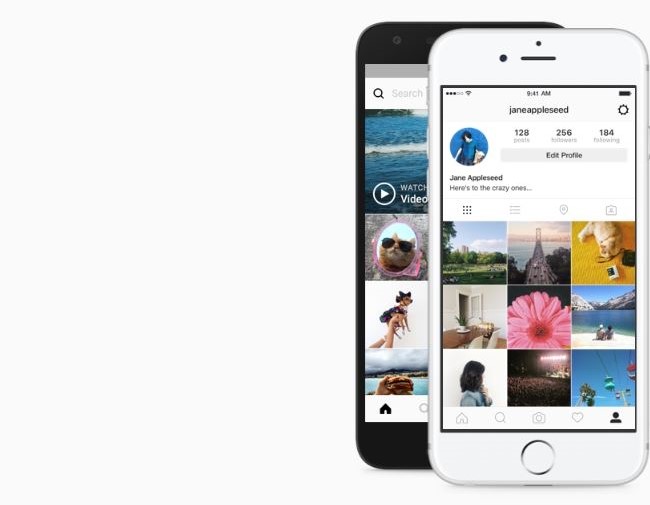 Search
WATCH
Video
9:41 AM
janeappleseed
128
256
184
posts
followers
following
Edit Profile
Jane Appleseed
Here's to the crazy ones...